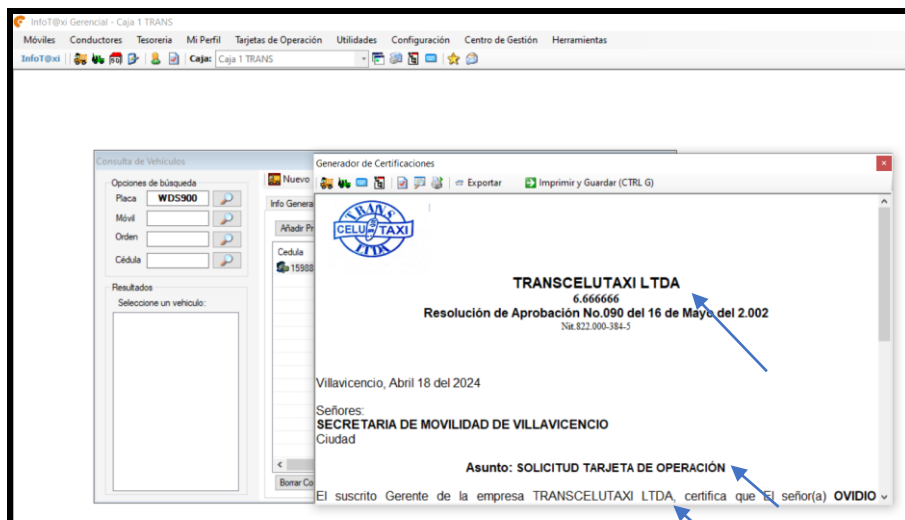 InfoT@xi Gerencial - Caja 1 TRANS
Móviles Conductores Tesoreria Mi Perfil Tarjetas de Operación Utilidades Configuración Centro de Gestión Herramientas
InfoT@xi Caja: Caja 1 TRANS
Consulta de Vehículos
Opciones de búsqueda
Placa WDS900
Móvil
Orden
Cédula
Resultados
Seleccione un vehiculo:
Nuevo
Info Genera
Añadir Pr
Cedula
15988
<
Borrar Co
Generador de Certificaciones
×
Exportar Imprimir y Guardar (CTRL G)
TRANS
CELU TAXI
LTDA
TRANSCELUTAXI LTDA
6.666666
Resolución de Aprobación No.090 del 16 de Mayo del 2.002
Nit.822.000-384-5
Villavicencio, Abril 18 del 2024
Señores:
SECRETARIA DE MOVILIDAD DE VILLAVICENCIO
Ciudad
Asunto: SOLICITUD TARJETA DE OPERACIÓN
El suscrito Gerente de la empresa TRANSCELUTAXI LTDA, certifica que El señor(a) OVIDIO